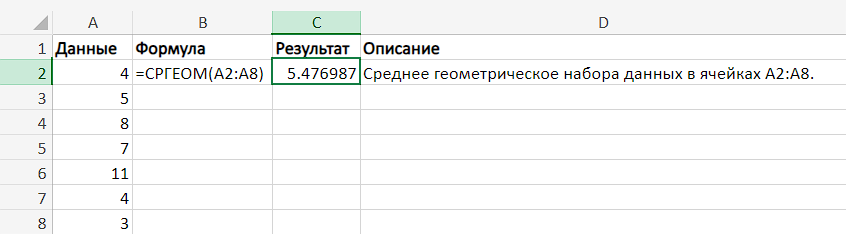 A B C D
1 Данные Формула Результат Описание
2 4 =СРГЕОМ(A2:A8) 5.476987 Среднее геометрическое набора данных в ячейках A2:A8.
3 5
4 8
5 7
6 11
7 4
8 3